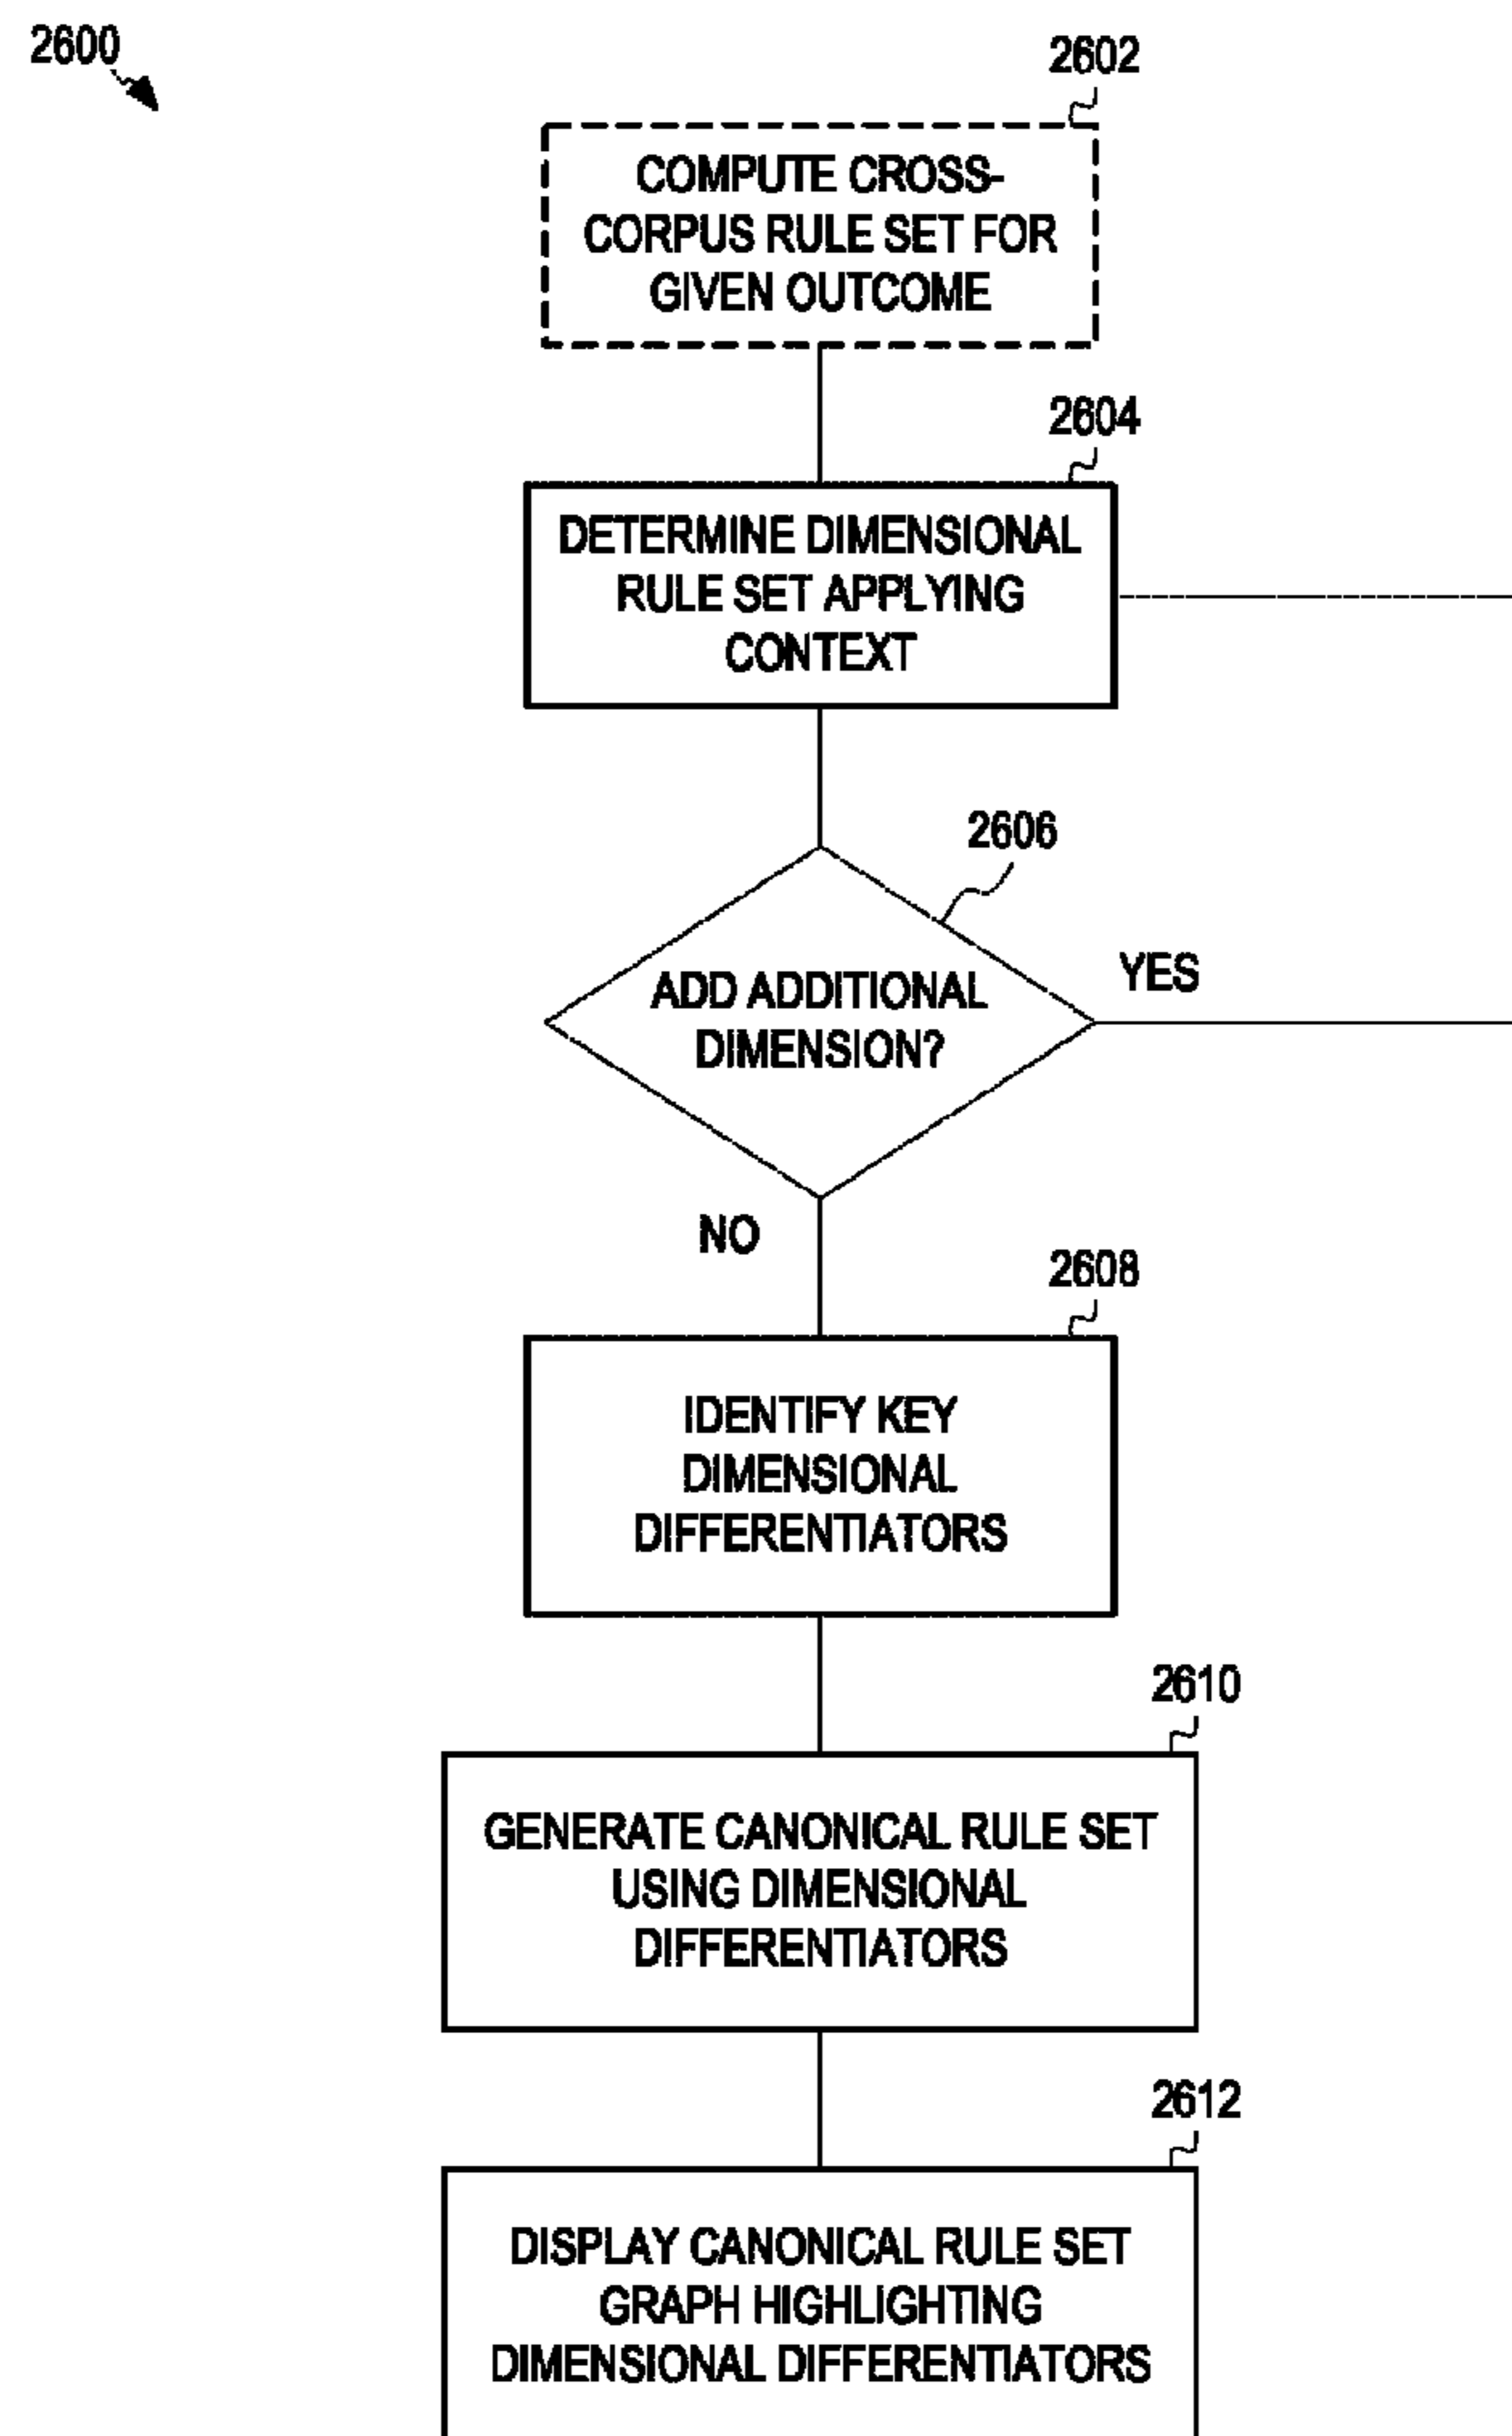 2600
2602
COMPUTE CROSS-
CORPUS RULE SET FOR
GIVEN OUTCOME
2604
DETERMINE DIMENSIONAL
RULE SET APPLYING
CONTEXT
2606
ADD ADDITIONAL
DIMENSION?
YES
NO
2608
IDENTIFY KEY
DIMENSIONAL
DIFFERENTIATORS
2610
GENERATE CANONICAL RULE SET
USING DIMENSIONAL
DIFFERENTIATORS
2612
DISPLAY CANONICAL RULE SET
GRAPH HIGHLIGHTING
DIMENSIONAL DIFFERENTIATORS